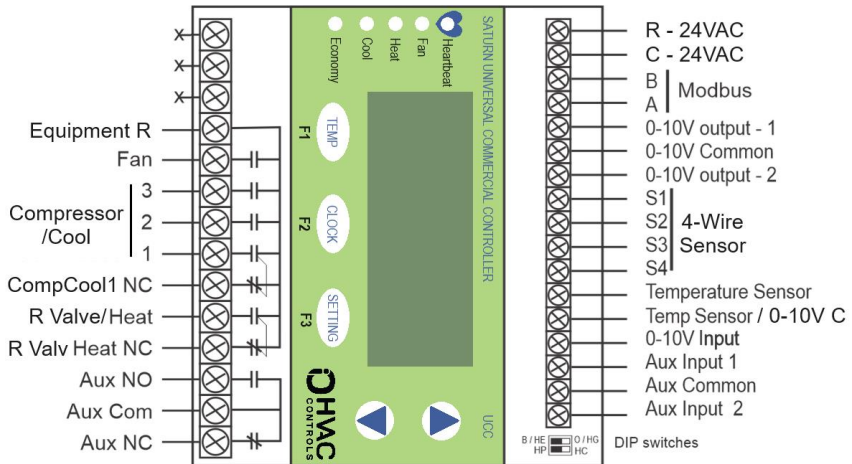 X
X
X
Equipment R
Fan
3
Compressor
/Cool
2
1
CompCool1 NC
R Valve/Heat
R Valv Heat NC
Aux NO
Aux Com
Aux NC
Economy
Cool
Heat
Fan
Heartbeat
SATURN UNIVERSAL COMMERCIAL CONTROLLER
UCC
F1
TEMP
F2
CLOCK
F3
SETTING
HVAC
CONTROLS
R - 24VAC
C - 24VAC
B
A
Modbus
0-10V output - 1
0-10V Common
0-10V output - 2
S1
S2
S3
S4
4-Wire
Sensor
Temperature Sensor
Temp Sensor / 0-10V C
0-10V Input
Aux Input 1
Aux Common
Aux Input 2
B / HE
O / HG
HP
HC
DIP switches